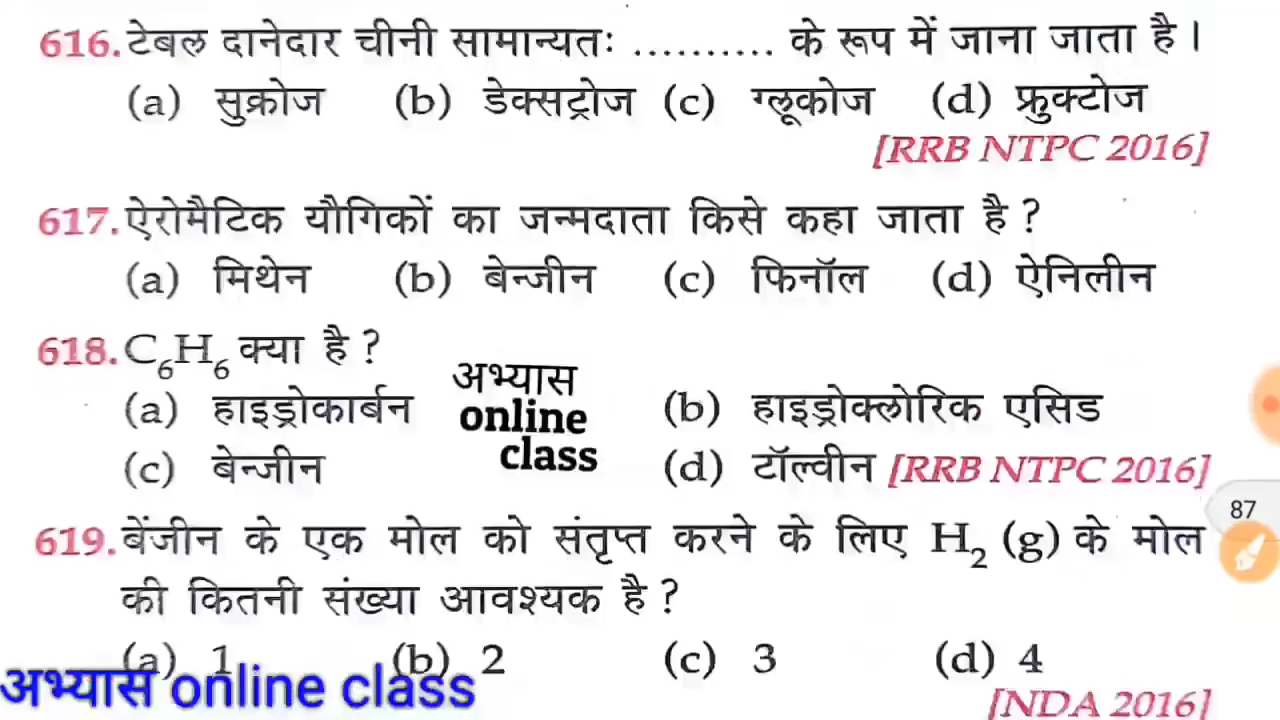 616. टेबल दानेदार चीनी सामान्यतः .......... के रूप में जाना जाता है।
(a) सुक्रोज (b) डेक्सट्रोज (c) ग्लूकोज (d) फ्रुक्टोज
[RRB NTPC 2016]
617. ऐरोमैटिक यौगिकों का जन्मदाता किसे कहा जाता है ?
(a) मिथेन (b) बेन्जीन (c) फिनॉल (d) ऐनिलीन
618. C₆H₆ क्या है ?
(a) हाइड्रोकार्बन (b) हाइड्रोक्लोरिक एसिड
(c) बेन्जीन (d) टॉल्वीन [RRB NTPC 2016]
अभ्यास
online
class
87
619. बेंजीन के एक मोल को संतृप्त करने के लिए H₂ (g) के मोल
की कितनी संख्या आवश्यक है ?
(a) 1 (b) 2 (c) 3 (d) 4
[NDA 2016]
अभ्यास online class